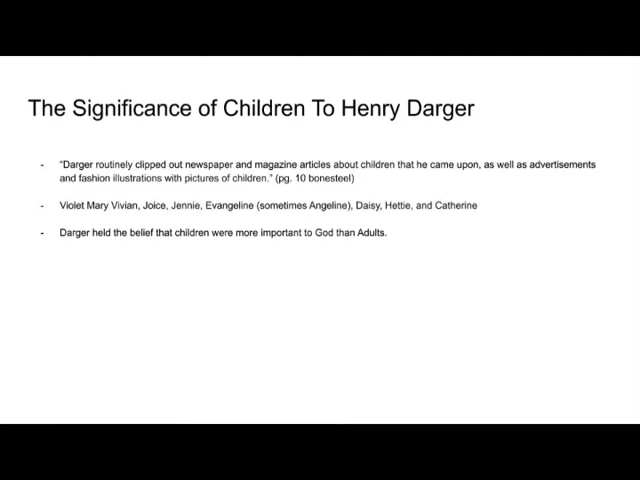 The Significance of Children To Henry Darger
- “Darger routinely clipped out newspaper and magazine articles about children that he came upon, as well as advertisements
and fashion illustrations with pictures of children.” (pg. 10 bonesteel)
- Violet Mary Vivian, Joice, Jennie, Evangeline (sometimes Angeline), Daisy, Hettie, and Catherine
- Darger held the belief that children were more important to God than Adults.